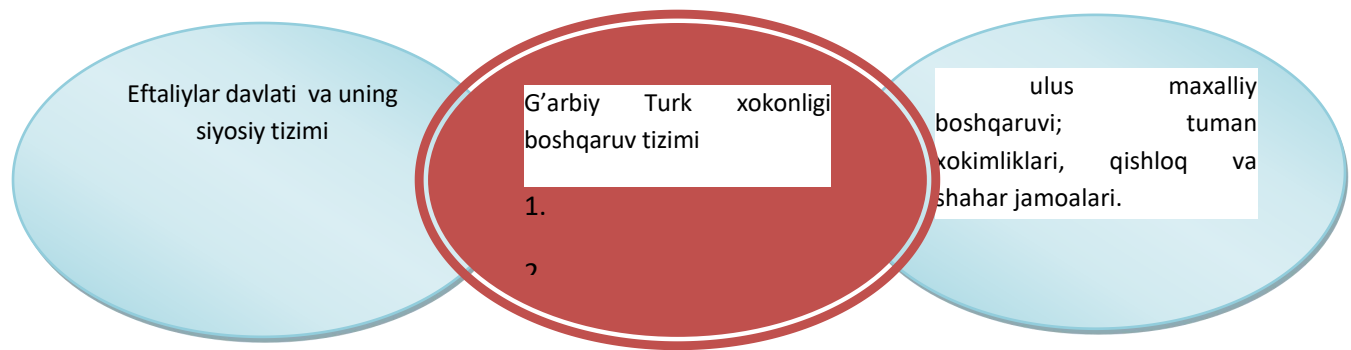 Eftaliylar davlati va uning
siyosiy tizimi
G’arbiy Turk xokonligi
boshqaruv tizimi
1.
2
ulus maxalliy
boshqaruvi; tuman
xokimliklari, qishloq va
shahar jamoalari.